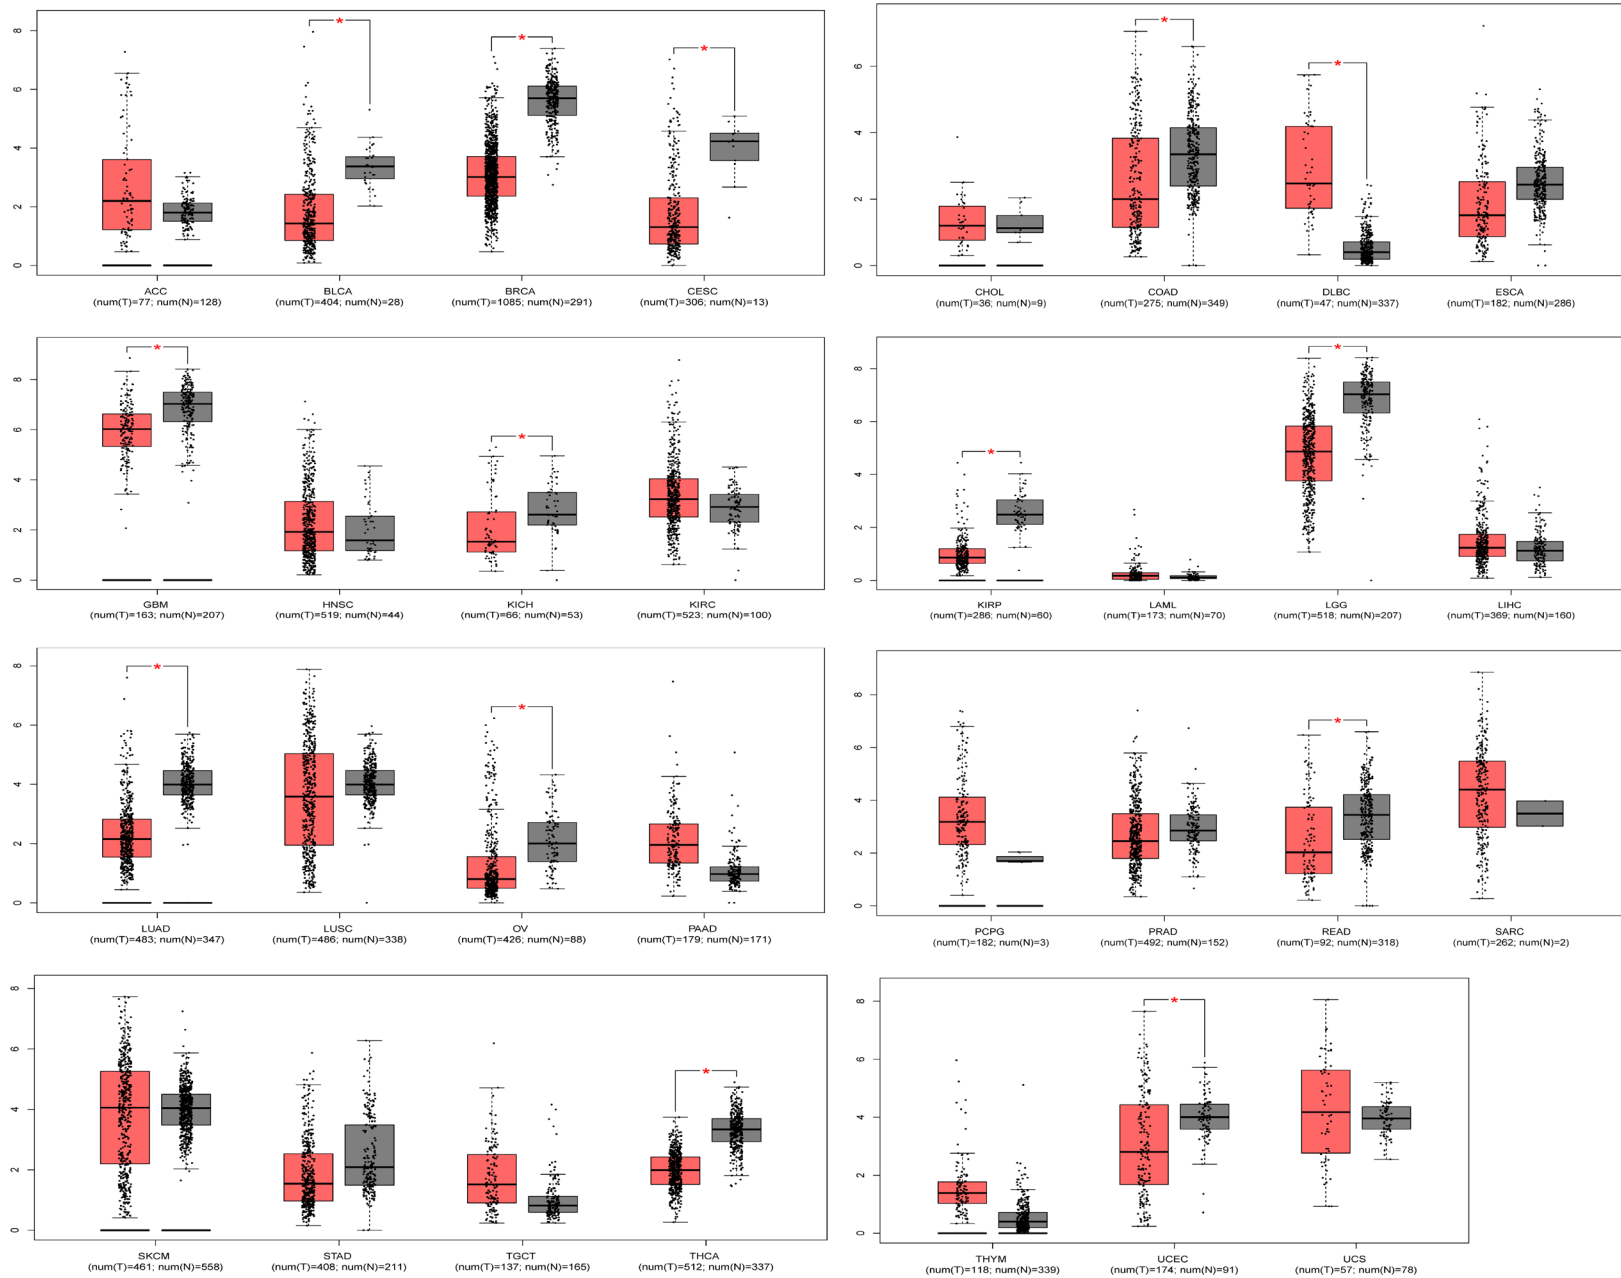 8
6
4
2
0
* * *
ACC BLCA BRCA CESC
(num(T)=77; num(N)=128) (num(T)=404; num(N)=28) (num(T)=1085; num(N)=291) (num(T)=306; num(N)=13)
6
4
2
0
* *
CHOL COAD DLBC ESCA
(num(T)=36; num(N)=9) (num(T)=275; num(N)=349) (num(T)=47; num(N)=337) (num(T)=182; num(N)=286)
8
6
4
2
0
* *
GBM HNSC KICH KIRC
(num(T)=163; num(N)=207) (num(T)=519; num(N)=44) (num(T)=66; num(N)=53) (num(T)=523; num(N)=100)
8
6
4
2
0
* *
KIRP LAML LGG LIHC
(num(T)=286; num(N)=60) (num(T)=173; num(N)=70) (num(T)=518; num(N)=207) (num(T)=369; num(N)=160)
8
6
4
2
0
* *
LUAD LUSC OV PAAD
(num(T)=483; num(N)=347) (num(T)=486; num(N)=338) (num(T)=426; num(N)=88) (num(T)=179; num(N)=171)
8
6
4
2
0
*
PCPG PRAD READ SARC
(num(T)=182; num(N)=3) (num(T)=492; num(N)=152) (num(T)=92; num(N)=318) (num(T)=262; num(N)=2)
8
6
4
2
0
*
SKCM STAD TGCT THCA
(num(T)=461; num(N)=558) (num(T)=408; num(N)=211) (num(T)=137; num(N)=165) (num(T)=512; num(N)=337)
8
6
4
2
0
*
THYM UCEC UCS
(num(T)=118; num(N)=339) (num(T)=174; num(N)=91) (num(T)=57; num(N)=78)